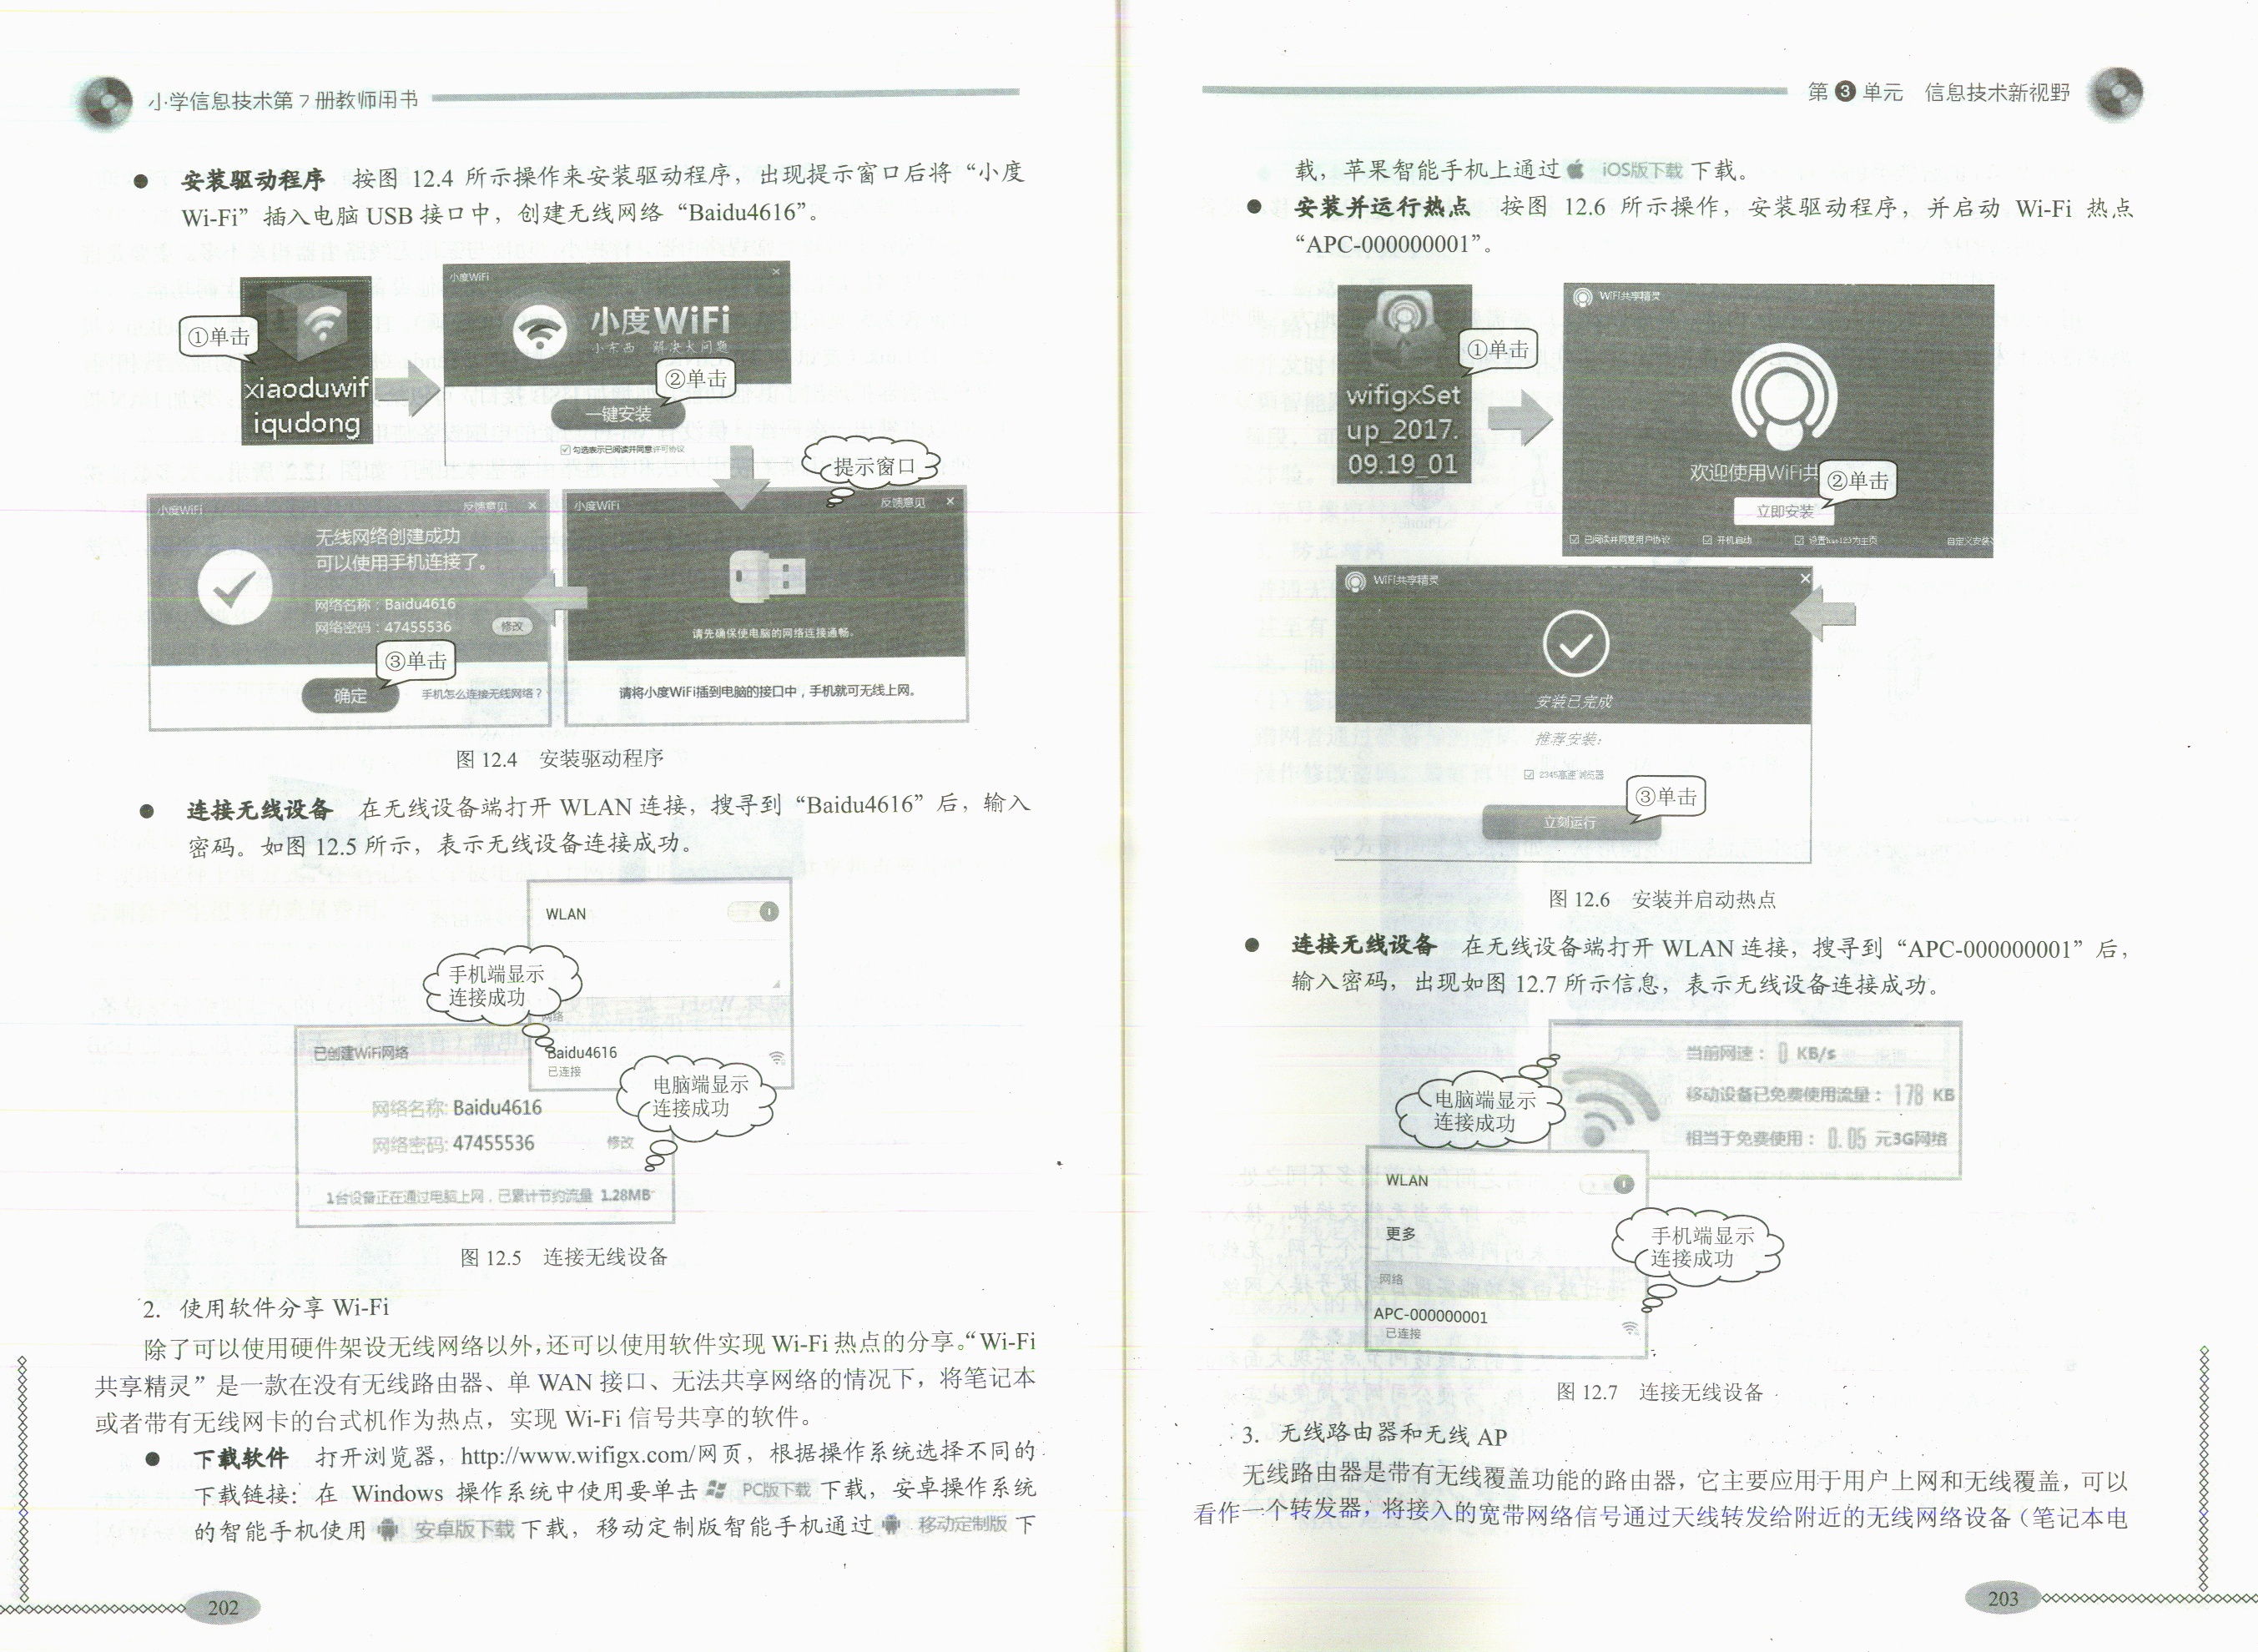 小学信息技术第 7 册教师用书
● 安装驱动程序 按图 12.4 所示操作来安装驱动程序，出现提示窗口后将“小度
Wi-Fi”插入电脑 USB 接口中，创建无线网络“Baidu4616”。
①单击
xiaoduwif
iqudong
小度WiFi
×
小度WiFi
小东西 解决大问题
②单击
一键安装
勾选表示已阅读并同意许可协议
提示窗口
小度WiFi 反馈意见 ×
无线网络创建成功
可以使用手机连接了。
网络名称：Baidu4616
网络密码：47455536 修改
③单击
确定 手机怎么连接无线网络？
小度WiFi 反馈意见 ×
请先确保使电脑的网络连接通畅。
请将小度WiFi插到电脑的接口中，手机就可无线上网。
图 12.4 安装驱动程序
● 连接无线设备 在无线设备端打开 WLAN 连接，搜寻到“Baidu4616”后，输入
密码。如图 12.5 所示，表示无线设备连接成功。
WLAN
手机端显示
连接成功
网络
Baidu4616
已连接
电脑端显示
连接成功
已创建WiFi网络
网络名称: Baidu4616
网络密码: 47455536 修改
1台设备正在通过电脑上网，已累计节约流量 1.28MB
图 12.5 连接无线设备
2. 使用软件分享 Wi-Fi
除了可以使用硬件架设无线网络以外，还可以使用软件实现 Wi-Fi 热点的分享。“Wi-Fi
共享精灵”是一款在没有无线路由器、单 WAN 接口、无法共享网络的情况下，将笔记本
或者带有无线网卡的台式机作为热点，实现 Wi-Fi 信号共享的软件。
● 下载软件 打开浏览器，http://www.wifigx.com/网页，根据操作系统选择不同的
下载链接：在 Windows 操作系统中使用要单击 PC版下载 下载，安卓操作系统
的智能手机使用 安卓版下载 下载，移动定制版智能手机通过 移动定制版 下
202
第 3 单元 信息技术新视野
载，苹果智能手机上通过 iOS版下载 下载。
● 安装并运行热点 按图 12.6 所示操作，安装驱动程序，并启动 Wi-Fi 热点
“APC-000000001”。
①单击
wifigxSet
up_2017.
09.19_01
WiFi共享精灵
欢迎使用WiFi共
②单击
立即安装
已阅读并同意用户协议 开机启动 设置hao123为主页 自定义安装
WiFi共享精灵 ×
安装已完成
推荐安装:
2345高速浏览器
③单击
立刻运行
图 12.6 安装并启动热点
● 连接无线设备 在无线设备端打开 WLAN 连接，搜寻到“APC-000000001”后，
输入密码，出现如图 12.7 所示信息，表示无线设备连接成功。
当前网速：0 KB/s
移动设备已免费使用流量：178 KB
相当于免费使用：0.05 元3G网络
电脑端显示
连接成功
WLAN
更多
网络
APC-000000001
已连接
手机端显示
连接成功
图 12.7 连接无线设备
3. 无线路由器和无线 AP
无线路由器是带有无线覆盖功能的路由器，它主要应用于用户上网和无线覆盖，可以
看作一个转发器，将接入的宽带网络信号通过天线转发给附近的无线网络设备（笔记本电
203